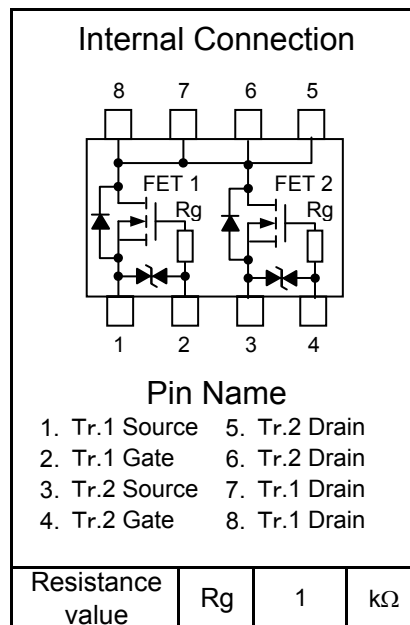 Internal Connection
8 7 6 5
FET 1 FET 2
Rg Rg
1 2 3 4
Pin Name
1. Tr.1 Source 5. Tr.2 Drain
2. Tr.1 Gate 6. Tr.2 Drain
3. Tr.2 Source 7. Tr.1 Drain
4. Tr.2 Gate 8. Tr.1 Drain
Resistance value Rg 1 kΩ